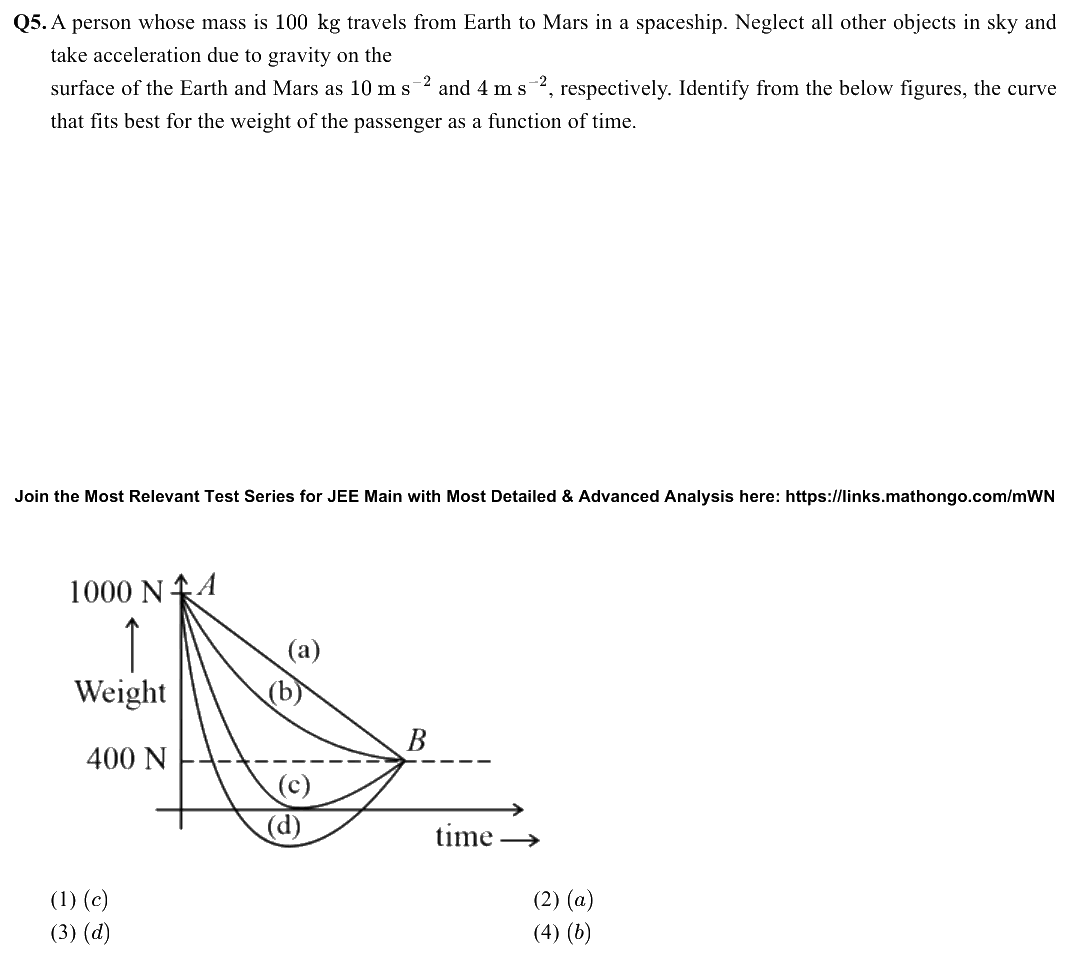 Q5. A person whose mass is 100 kg travels from Earth to Mars in a spaceship. Neglect all other objects in sky and
take acceleration due to gravity on the
surface of the Earth and Mars as 10 m s⁻² and 4 m s⁻², respectively. Identify from the below figures, the curve
that fits best for the weight of the passenger as a function of time.
Join the Most Relevant Test Series for JEE Main with Most Detailed & Advanced Analysis here: https://links.mathongo.com/mWN
1000 N A
(a)
Weight (b)
B
400 N
(c)
(d)
time
(1) (c) (2) (a)
(3) (d) (4) (b)